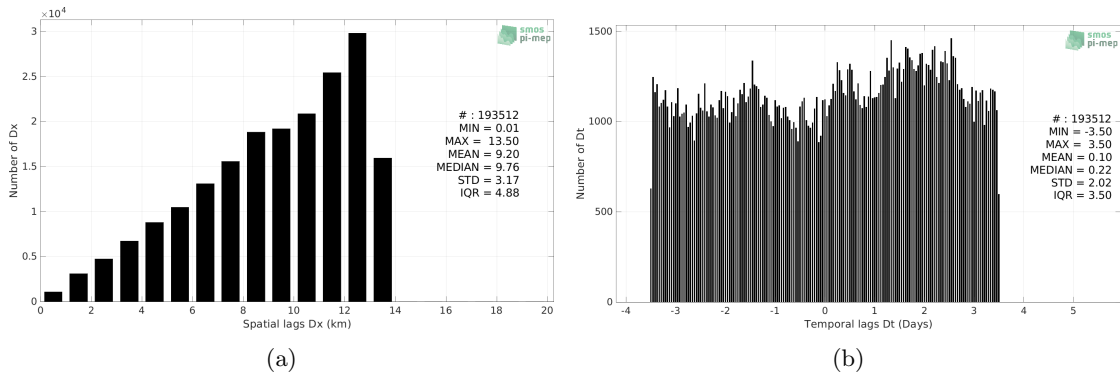 ×10⁴
3
2.5
2
1.5
1
0.5
0
Number of Dx
0 2 4 6 8 10 12 14 16 18 20
Spatial lags Dx (km)
smos
pi-mep
# : 193512
MIN = 0.01
MAX = 13.50
MEAN = 9.20
MEDIAN = 9.76
STD = 3.17
IQR = 4.88
(a)
1500
1000
500
0
Number of Dt
-4 -3 -2 -1 0 1 2 3 4 5
Temporal lags Dt (Days)
smos
pi-mep
# : 193512
MIN = -3.50
MAX = 3.50
MEAN = 0.10
MEDIAN = 0.22
STD = 2.02
IQR = 3.50
(b)